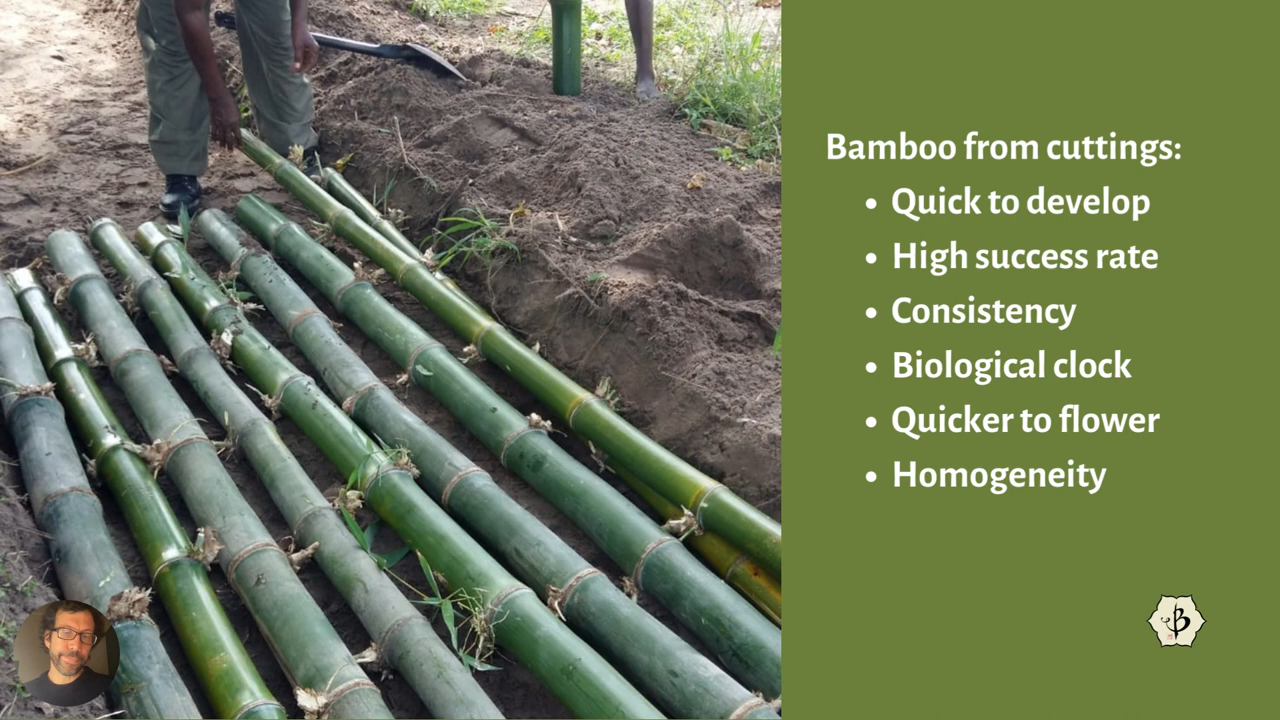 Bamboo from cuttings:
• Quick to develop
• High success rate
• Consistency
• Biological clock
• Quicker to flower
• Homogeneity
B